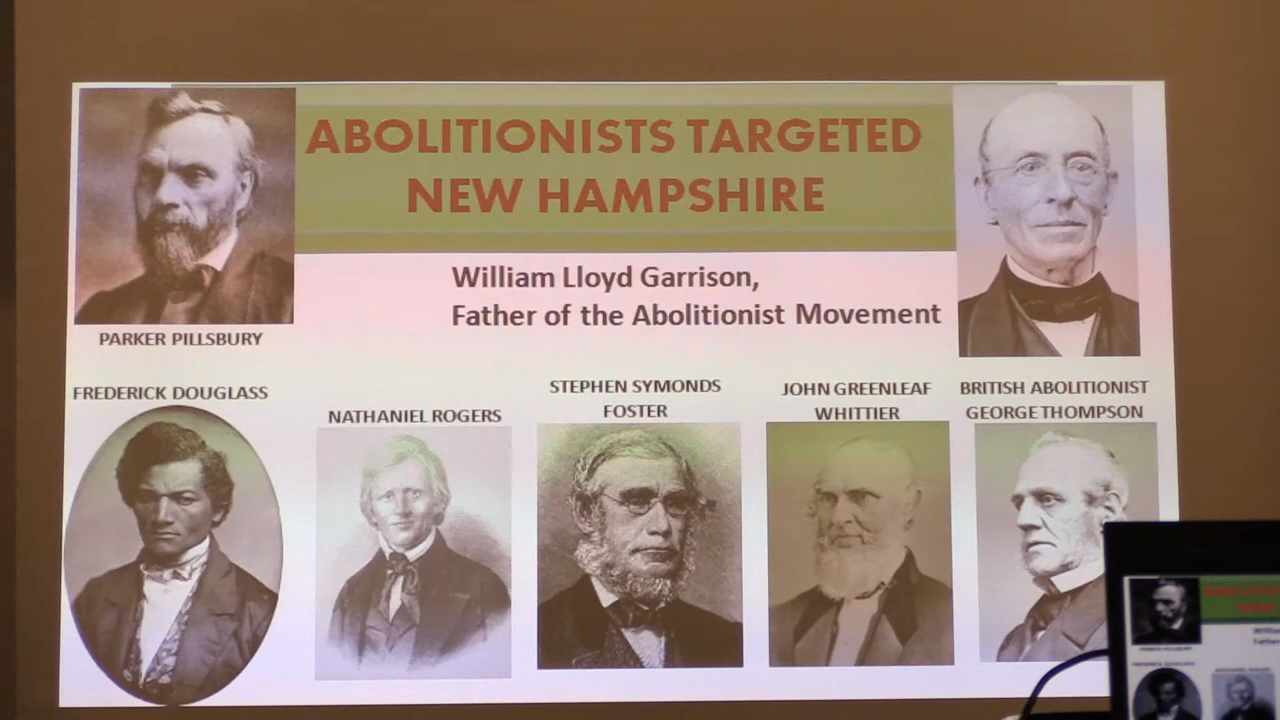 ABOLITIONISTS TARGETED
NEW HAMPSHIRE
William Lloyd Garrison,
Father of the Abolitionist Movement
PARKER PILLSBURY
FREDERICK DOUGLASS
NATHANIEL ROGERS
STEPHEN SYMONDS
FOSTER
JOHN GREENLEAF
WHITTIER
BRITISH ABOLITIONIST
GEORGE THOMPSON